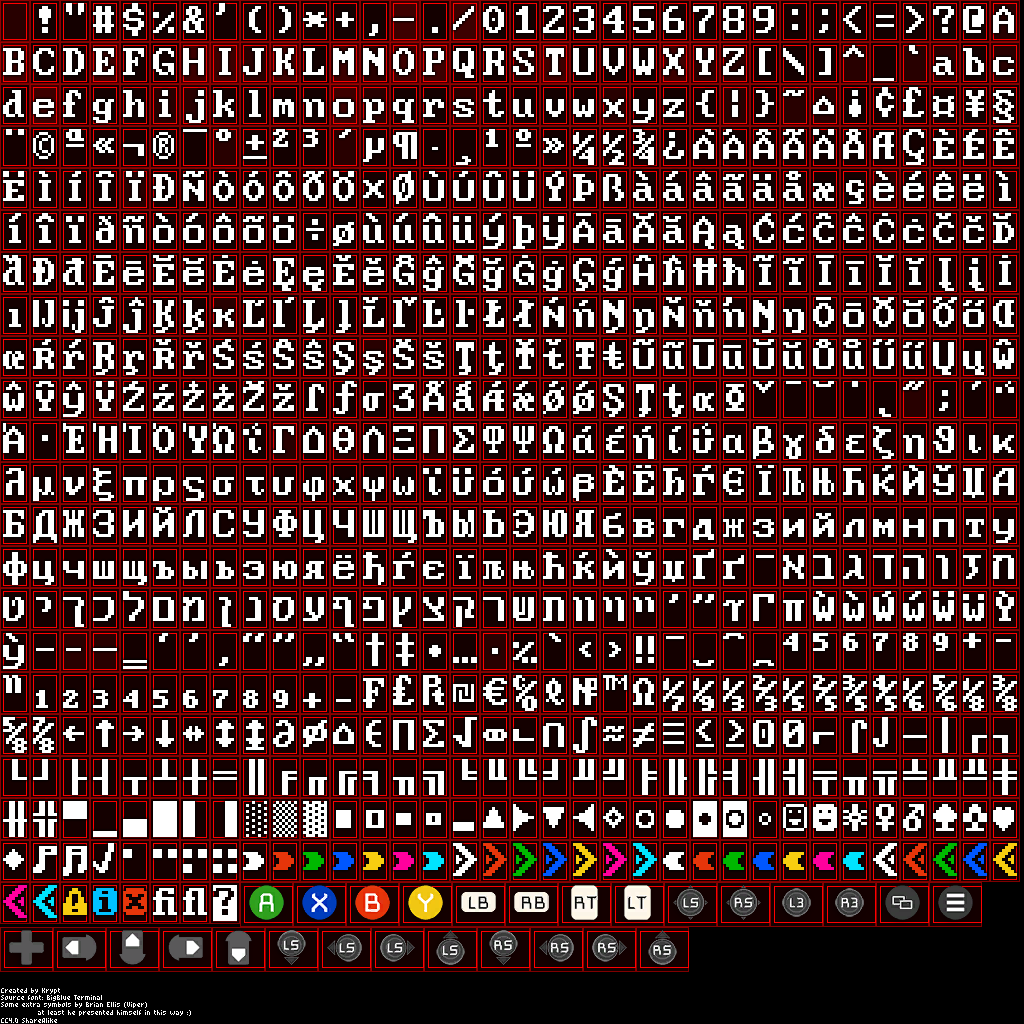 ! " # $ % & ' ( ) * + , - . / 0 1 2 3 4 5 6 7 8 9 : ; < = > ? @ A
B C D E F G H I J K L M N O P Q R S T U V W X Y Z [ \ ] ^ _ ` a b c
d e f g h i j k l m n o p q r s t u v w x y z { ¦ } ~ ⌂ ¡ ¢ £ ¤ ¥ §
¨ © ª « ¬ ® ¯ ° ± ² ³ ´ µ ¶ · ¸ ¹ º » ¼ ½ ¾ ¿ À Á Â Ã Ä Å Æ Ç È É Ê
Ë Ì Í Î Ï Ð Ñ Ò Ó Ô Õ Ö × Ø Ù Ú Û Ü Ý Þ ß à á â ã ä å æ ç è é ê ë ì
í î ï ð ñ ò ó ô õ ö ÷ ø ù ú û ü ý þ ÿ Ā ā Ă ă Ą ą Ć ć Ĉ ĉ Ċ ċ Č č Ď
ď Đ đ Ē ē Ĕ ĕ Ė ė Ę ę Ě ě Ĝ ĝ Ğ ğ Ġ ġ Ģ ģ Ĥ ĥ Ħ ħ Ĩ ĩ Ī ī Ĭ ĭ Į į İ
ı Ĳ ĳ Ĵ ĵ Ķ ķ ĸ Ĺ ĺ Ļ ļ Ľ ľ Ŀ ŀ Ł ł Ń ń Ņ ņ Ň ň ŉ Ŋ ŋ Ō ō Ŏ ŏ Ő ő Œ
œ Ŕ ŕ Ŗ ŗ Ř ř Ś ś Ŝ ŝ Ş ş Š š Ţ ţ Ť ť Ŧ ŧ Ũ ũ Ū ū Ŭ ŭ Ů ů Ű ű Ų ų Ŵ
ŵ Ŷ ŷ Ÿ Ź ź Ż ż Ž ž ſ ƒ σ Ʒ Ǻ ǻ Ǽ ǽ Ǿ ǿ Ș Ț ț ɑ ɸ ˇ ˉ ˘ ˙ ˛ ˝ ; ΄ ΅
Ά · Έ Ή Ί Ό Ύ Ώ ΐ Γ Δ Θ Λ Ξ Π Σ Φ Ψ Ω ά έ ή ί ΰ α β γ δ ε ζ η θ ι κ
λ μ ν ξ π ρ ς σ τ υ φ χ ψ ω ϊ ϋ ό ύ ώ ϐ Ѐ Ё Ђ Ѓ Є Ї Љ Њ Ћ Ќ Ѝ Ў Џ А
Б Д Ж З И Й Л С У Ф Ц Ч Ш Щ Ъ Ы Ь Э Ю Я б в г д ж з и й л м н п т у
ф ц ч ш щ ъ ы ь э ю я ё ђ ѓ є ї љ њ ћ ќ ѝ ў џ Ґ ґ ־ א ב ג ד ה ו ז ח
ט י ך כ ל ם מ ן נ ס ע ף פ ץ צ ק ר ש ת װ ױ ײ ׳ ״ Ẁ ẁ Ẃ ẃ Ẅ ẅ Ỳ
ỳ ‒ – — ‗ ‘ ’ ‚ “ ” „ ‟ † ‡ • … ‰ ‹ › ‼ ⁴ ⁵ ⁶ ⁷ ⁸ ⁹ ⁺ ⁻
ⁿ ₁ ₂ ₃ ₄ ₅ ₆ ₇ ₈ ₉ ₊ ₋ ₣ ₤ ₪ € ℅ ℓ № ™ Ω ⅓ ⅔ ⅕ ⅖ ⅗ ⅘ ⅙ ⅚ ⅛ ⅜
⅝ ⅞ ← ↑ → ↓ ↔ ↕ ↨ ∂ ∅ ∆ ∈ ∏ ∑ √ ∞ ∟ ∩ ∫ ≈ ≠ ≡ ≤ ≥
fi fl ? A X B Y LB RB RT LT LS RS L3 R3
LS LS LS LS RS RS RS RS
Created by Krypt
Source font: BigBlue Terminal
Some extra symbols by Brian Ellis (Viper)
at least he presented himself in this way :)
CC4.0 ShareAlike